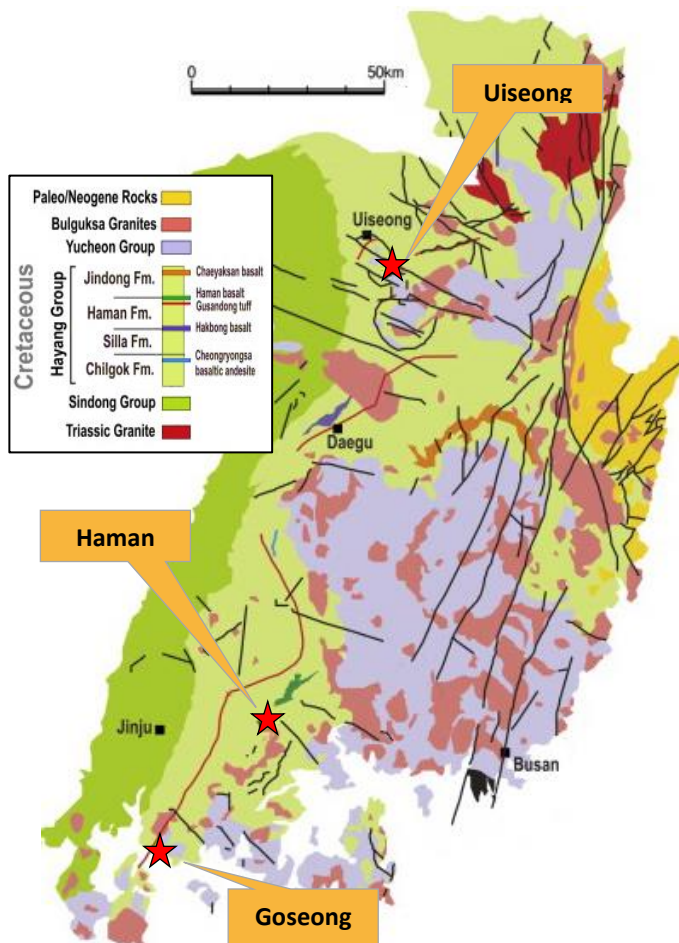 0
50km
Uiseong
Uiseong
Paleo/Neogene Rocks
Bulguksa Granites
Yucheon Group
Cretaceous
Hayang Group
Jindong Fm.
Haman Fm.
Silla Fm.
Chilgok Fm.
Chaeyaksan basalt
Haman basalt
Gusandong tuff
Hakbong basalt
Cheongryongsa
basaltic andesite
Sindong Group
Triassic Granite
Daegu
Haman
Jinju
Busan
Goseong